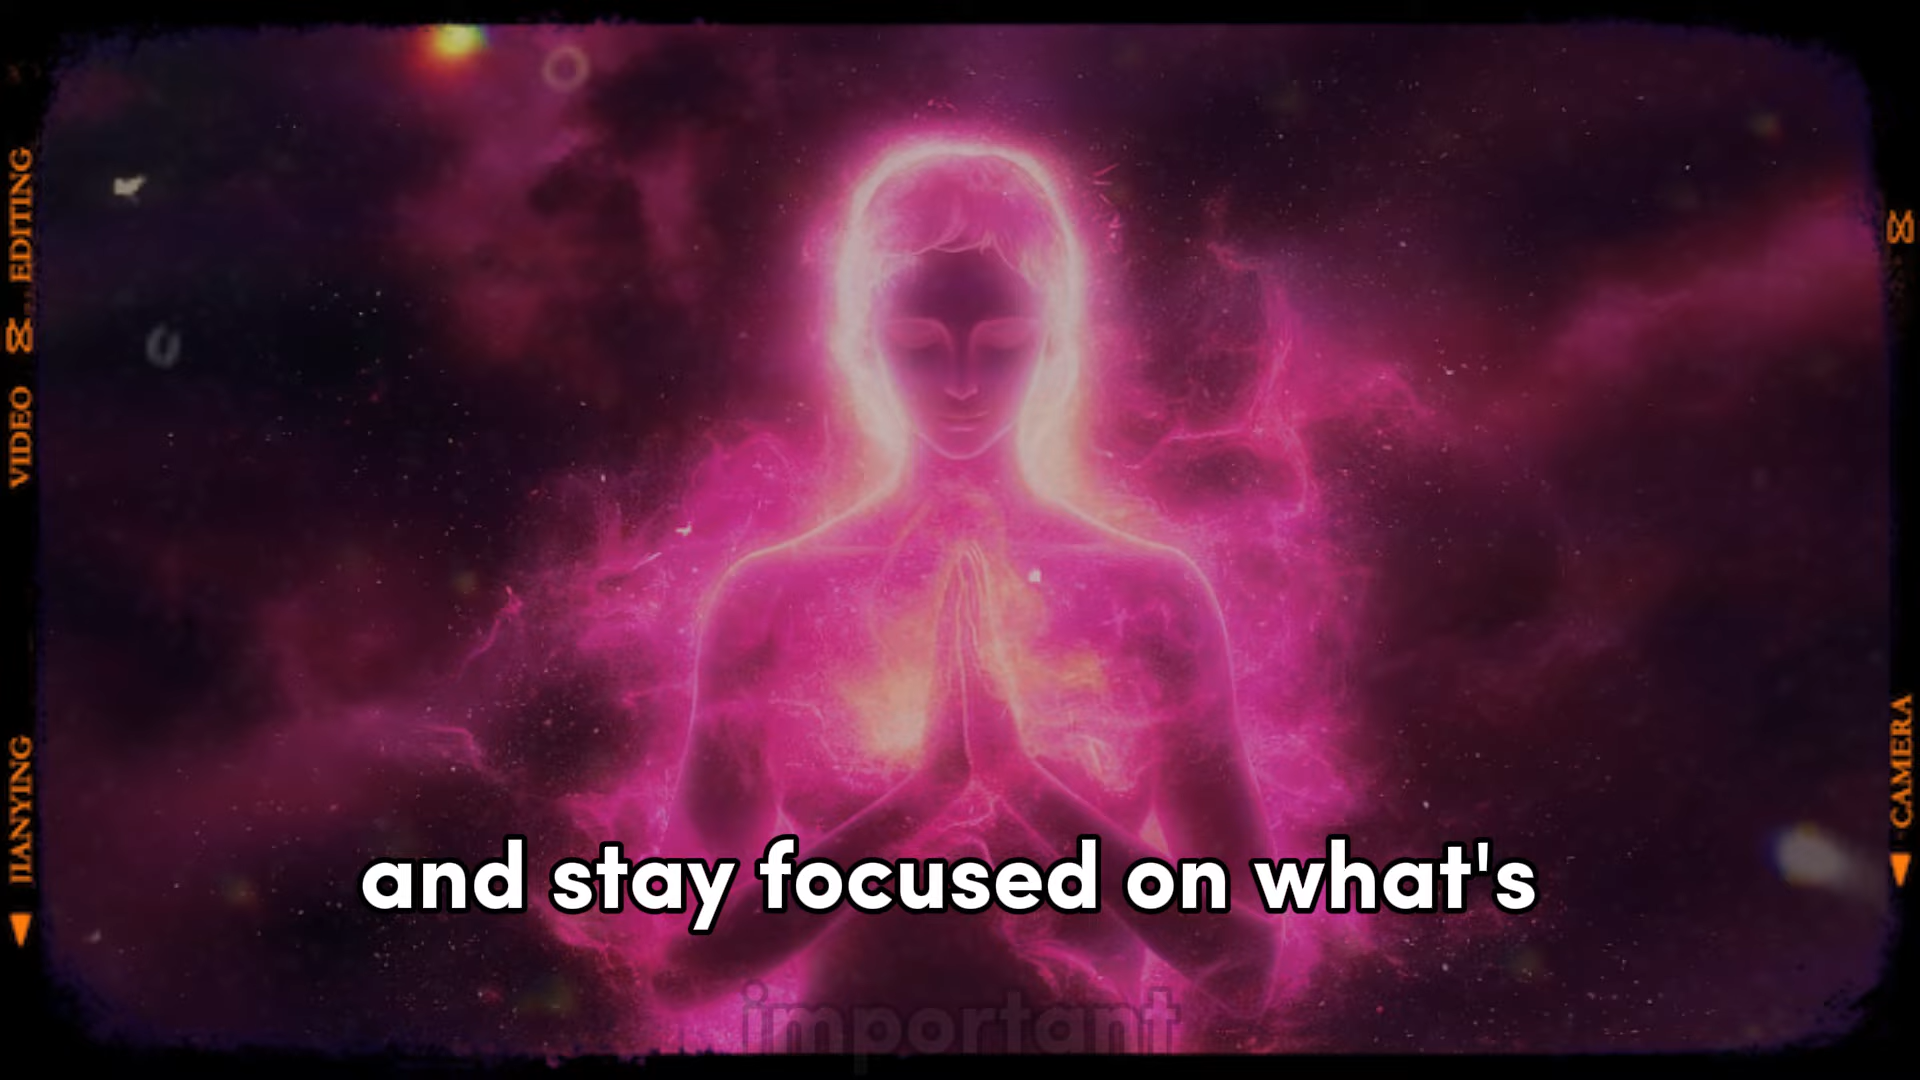 VIDEO EDITING
JIANYING
and stay focused on what's
important
CAMERA